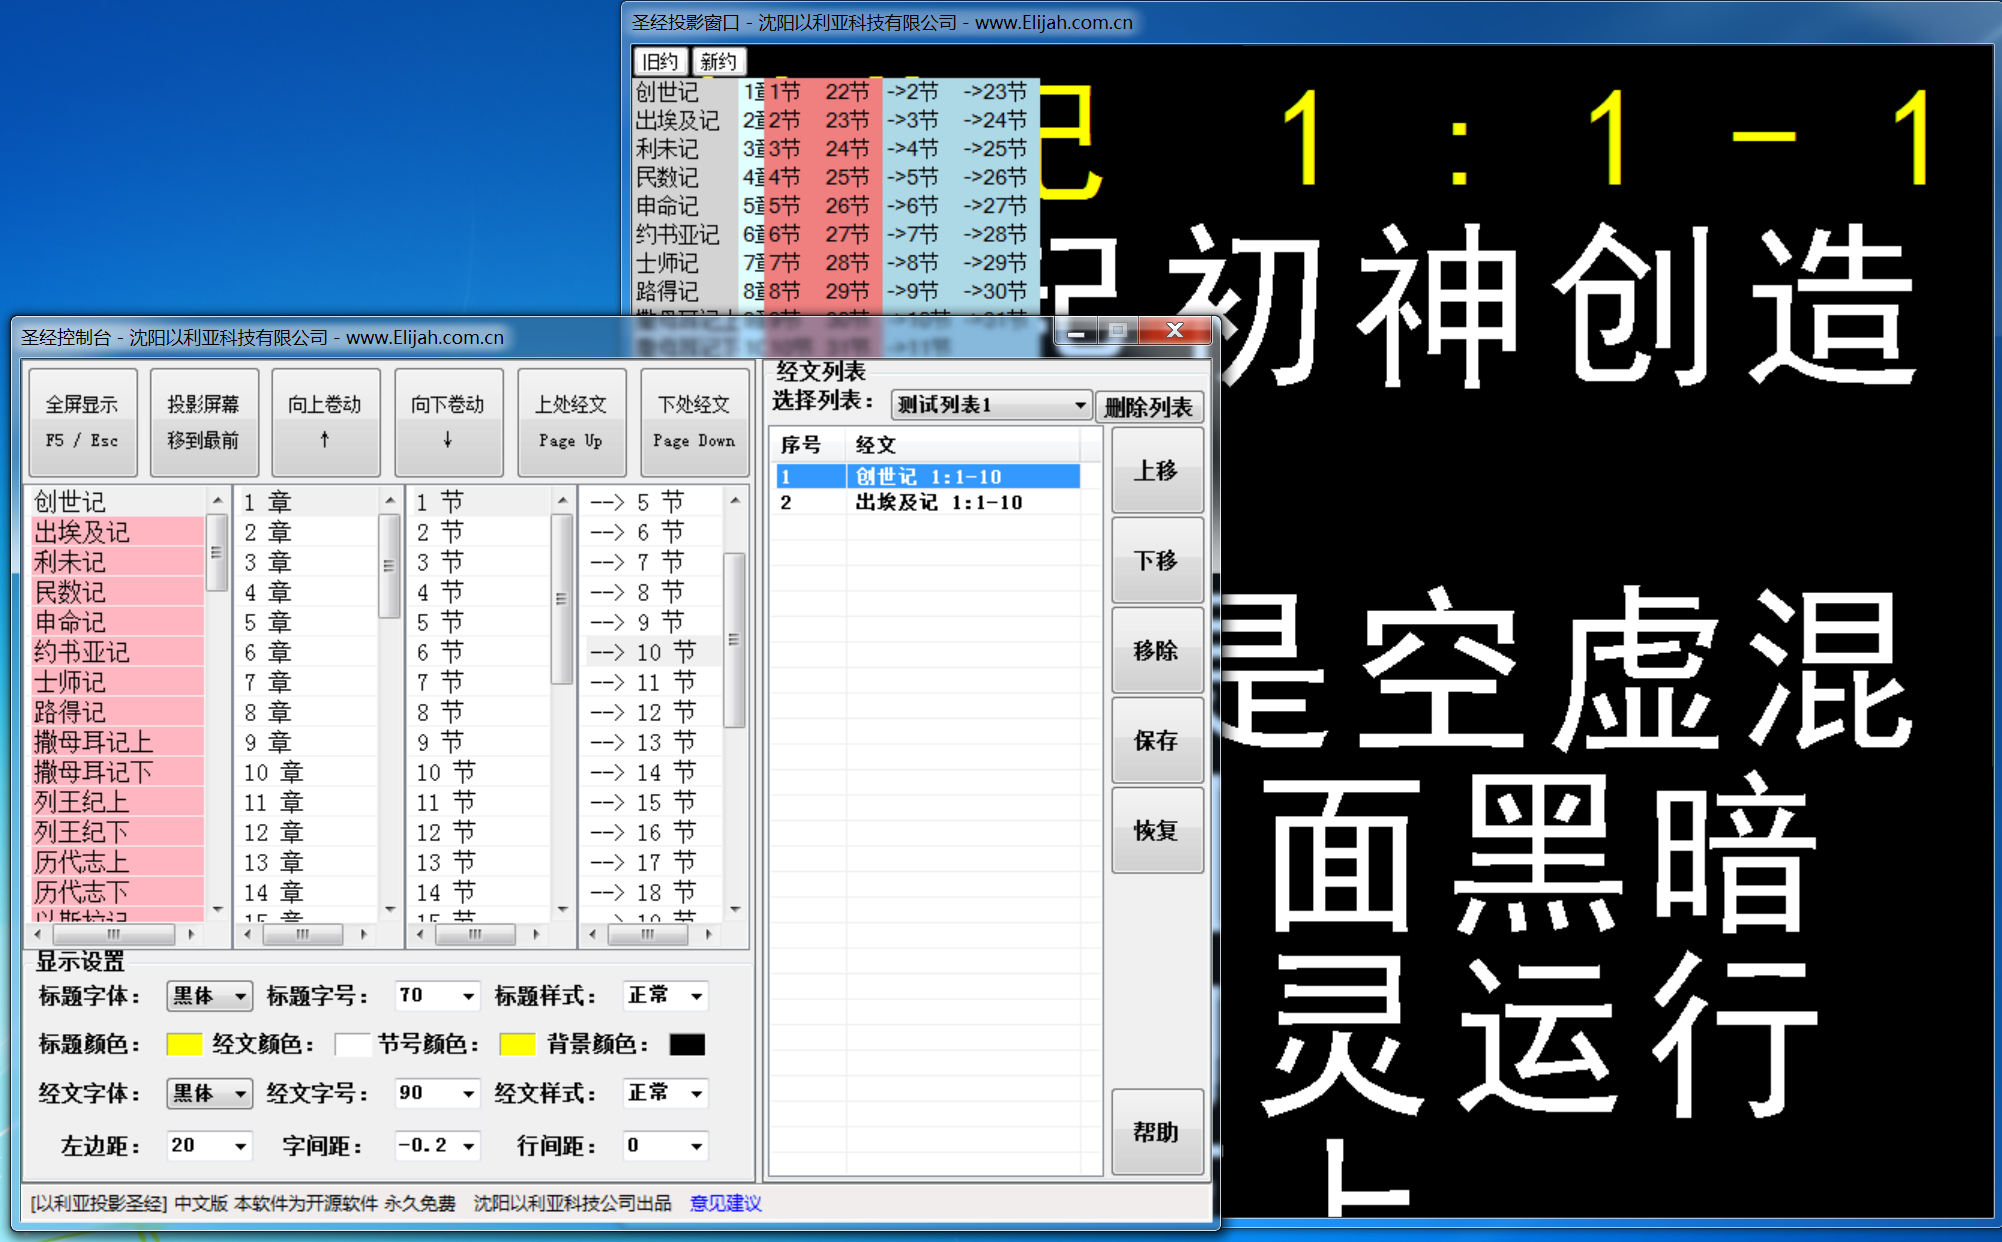 圣经投影窗口 - 沈阳以利亚科技有限公司 - www.Elijah.com.cn
旧约 新约
创世记 1章 1节 22节 ->2节 ->23节
出埃及记 2章 2节 23节 ->3节 ->24节
利未记 3章 3节 24节 ->4节 ->25节
民数记 4章 4节 25节 ->5节 ->26节
申命记 5章 5节 26节 ->6节 ->27节
约书亚记 6章 6节 27节 ->7节 ->28节
士师记 7章 7节 28节 ->8节 ->29节
路得记 8章 8节 29节 ->9节 ->30节
记 1 : 1 - 1
起初神创造
是空虚混
面黑暗
灵运行
上
圣经控制台 - 沈阳以利亚科技有限公司 - www.Elijah.com.cn
全屏显示 F5 / Esc
投影屏幕 移到最前
向上卷动 ↑
向下卷动 ↓
上处经文 Page Up
下处经文 Page Down
创世记 1 章 1 节 --> 5 节
出埃及记 2 章 2 节 --> 6 节
利未记 3 章 3 节 --> 7 节
民数记 4 章 4 节 --> 8 节
申命记 5 章 5 节 --> 9 节
约书亚记 6 章 6 节 --> 10 节
士师记 7 章 7 节 --> 11 节
路得记 8 章 8 节 --> 12 节
撒母耳记上 9 章 9 节 --> 13 节
撒母耳记下 10 章 10 节 --> 14 节
列王纪上 11 章 11 节 --> 15 节
列王纪下 12 章 12 节 --> 16 节
历代志上 13 章 13 节 --> 17 节
历代志下 14 章 14 节 --> 18 节
以斯拉记 15 章 15 节 --> 19 节
显示设置
标题字体： 黑体 标题字号： 70 标题样式： 正常
标题颜色： 经文颜色： 节号颜色： 背景颜色：
经文字体： 黑体 经文字号： 90 经文样式： 正常
左边距： 20 字间距： -0.2 行间距： 0
经文列表
选择列表： 测试列表1 删除列表
序号 经文
1 创世记 1:1-10
2 出埃及记 1:1-10
上移
下移
移除
保存
恢复
帮助
[以利亚投影圣经] 中文版 本软件为开源软件 永久免费 沈阳以利亚科技公司出品 意见建议